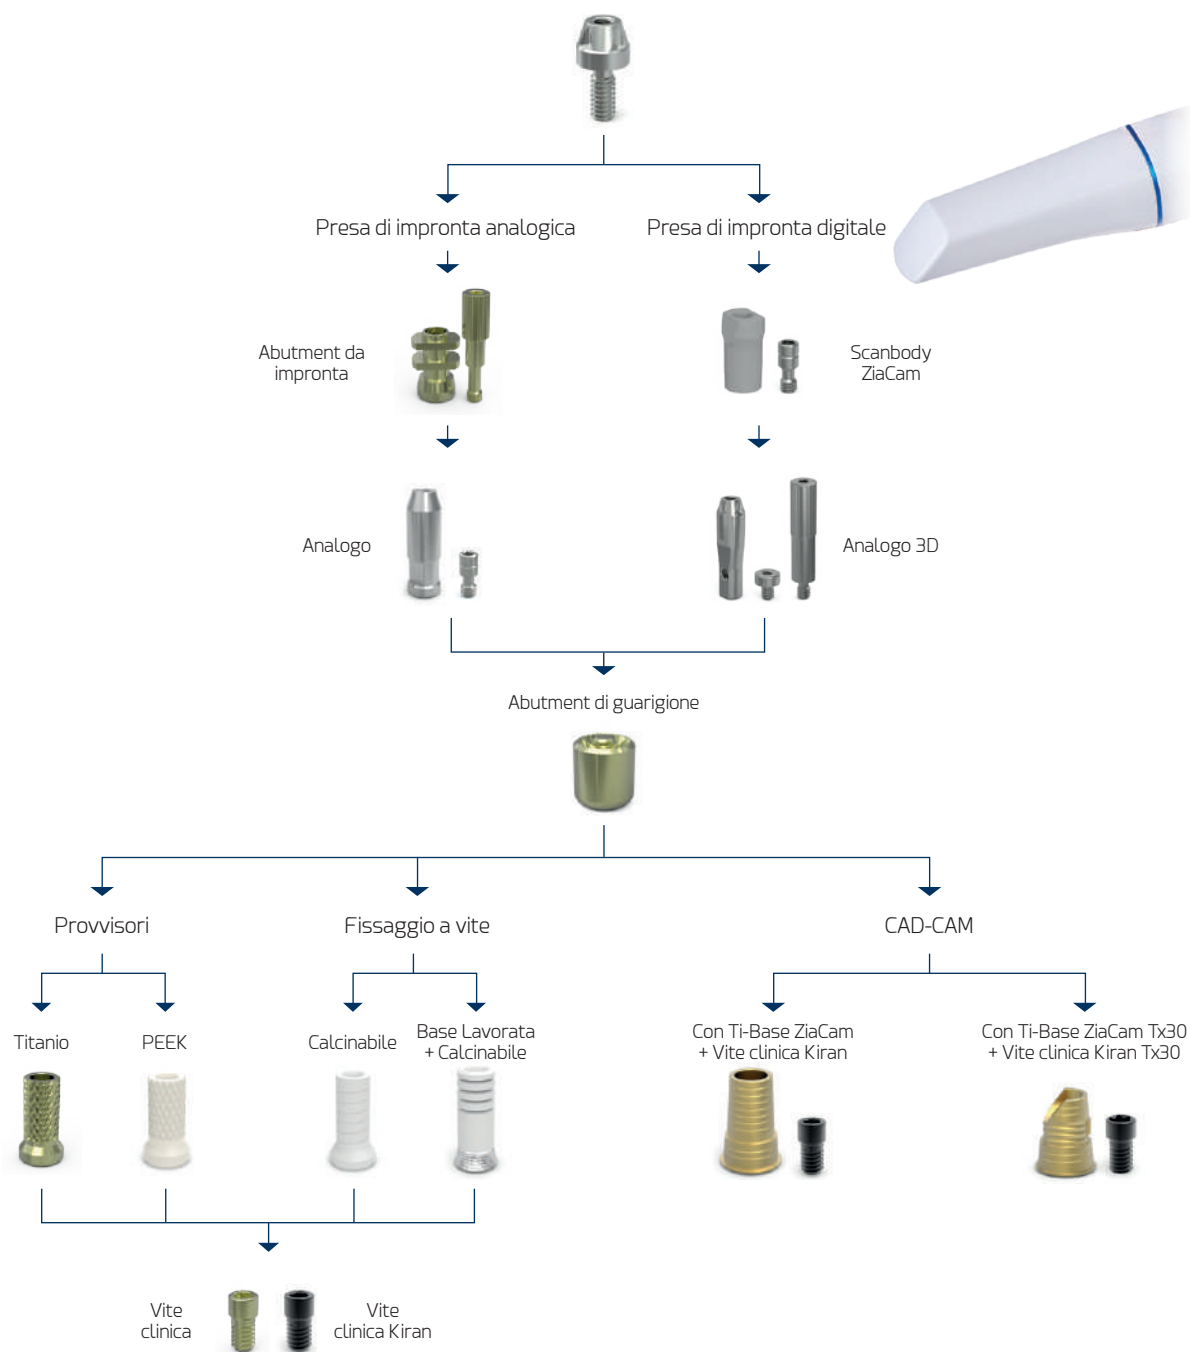 Presa di impronta analogica
Presa di impronta digitale
Abutment da
impronta
Scanbody
ZiaCam
Analogo
Analogo 3D
Abutment di guarigione
Provvisori
Fissaggio a vite
CAD-CAM
Titanio
PEEK
Calcinabile
Base Lavorata
+ Calcinabile
Con Ti-Base ZiaCam
+ Vite clinica Kiran
Con Ti-Base ZiaCam Tx30
+ Vite clinica Kiran Tx30
Vite
clinica
Vite
clinica Kiran